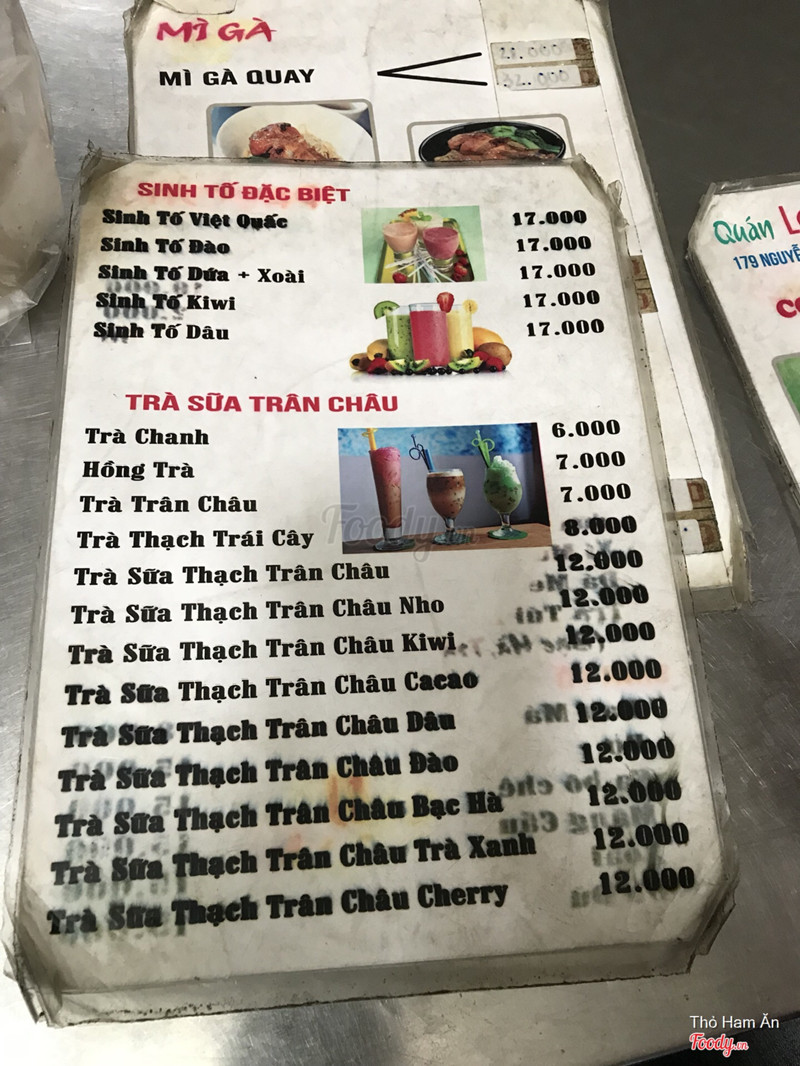 MÌ GÀ
MÌ GÀ QUAY
32.000
SINH TỐ ĐẶC BIỆT
Sinh Tố Việt Quấc 17.000
Sinh Tố Đào 17.000
Sinh Tố Dứa + Xoài 17.000
Sinh Tố Kiwi 17.000
Sinh Tố Dâu 17.000
TRÀ SỮA TRÂN CHÂU
Trà Chanh 6.000
Hồng Trà 7.000
Trà Trân Châu 7.000
Trà Thạch Trái Cây 8.000
Trà Sữa Thạch Trân Châu 12.000
Trà Sữa Thạch Trân Châu Nho 12.000
Trà Sữa Thạch Trân Châu Kiwi 12.000
Trà Sữa Thạch Trân Châu Cacao 12.000
Trà Sữa Thạch Trân Châu Dâu 12.000
Trà Sữa Thạch Trân Châu Đào 12.000
Trà Sữa Thạch Trân Châu Bạc Hà 12.000
Trà Sữa Thạch Trân Châu Trà Xanh 12.000
Trà Sữa Thạch Trân Châu Cherry 12.000
Quán
179 NGUYỄ
Foody.vn
Thỏ Ham Ăn
Foody.vn